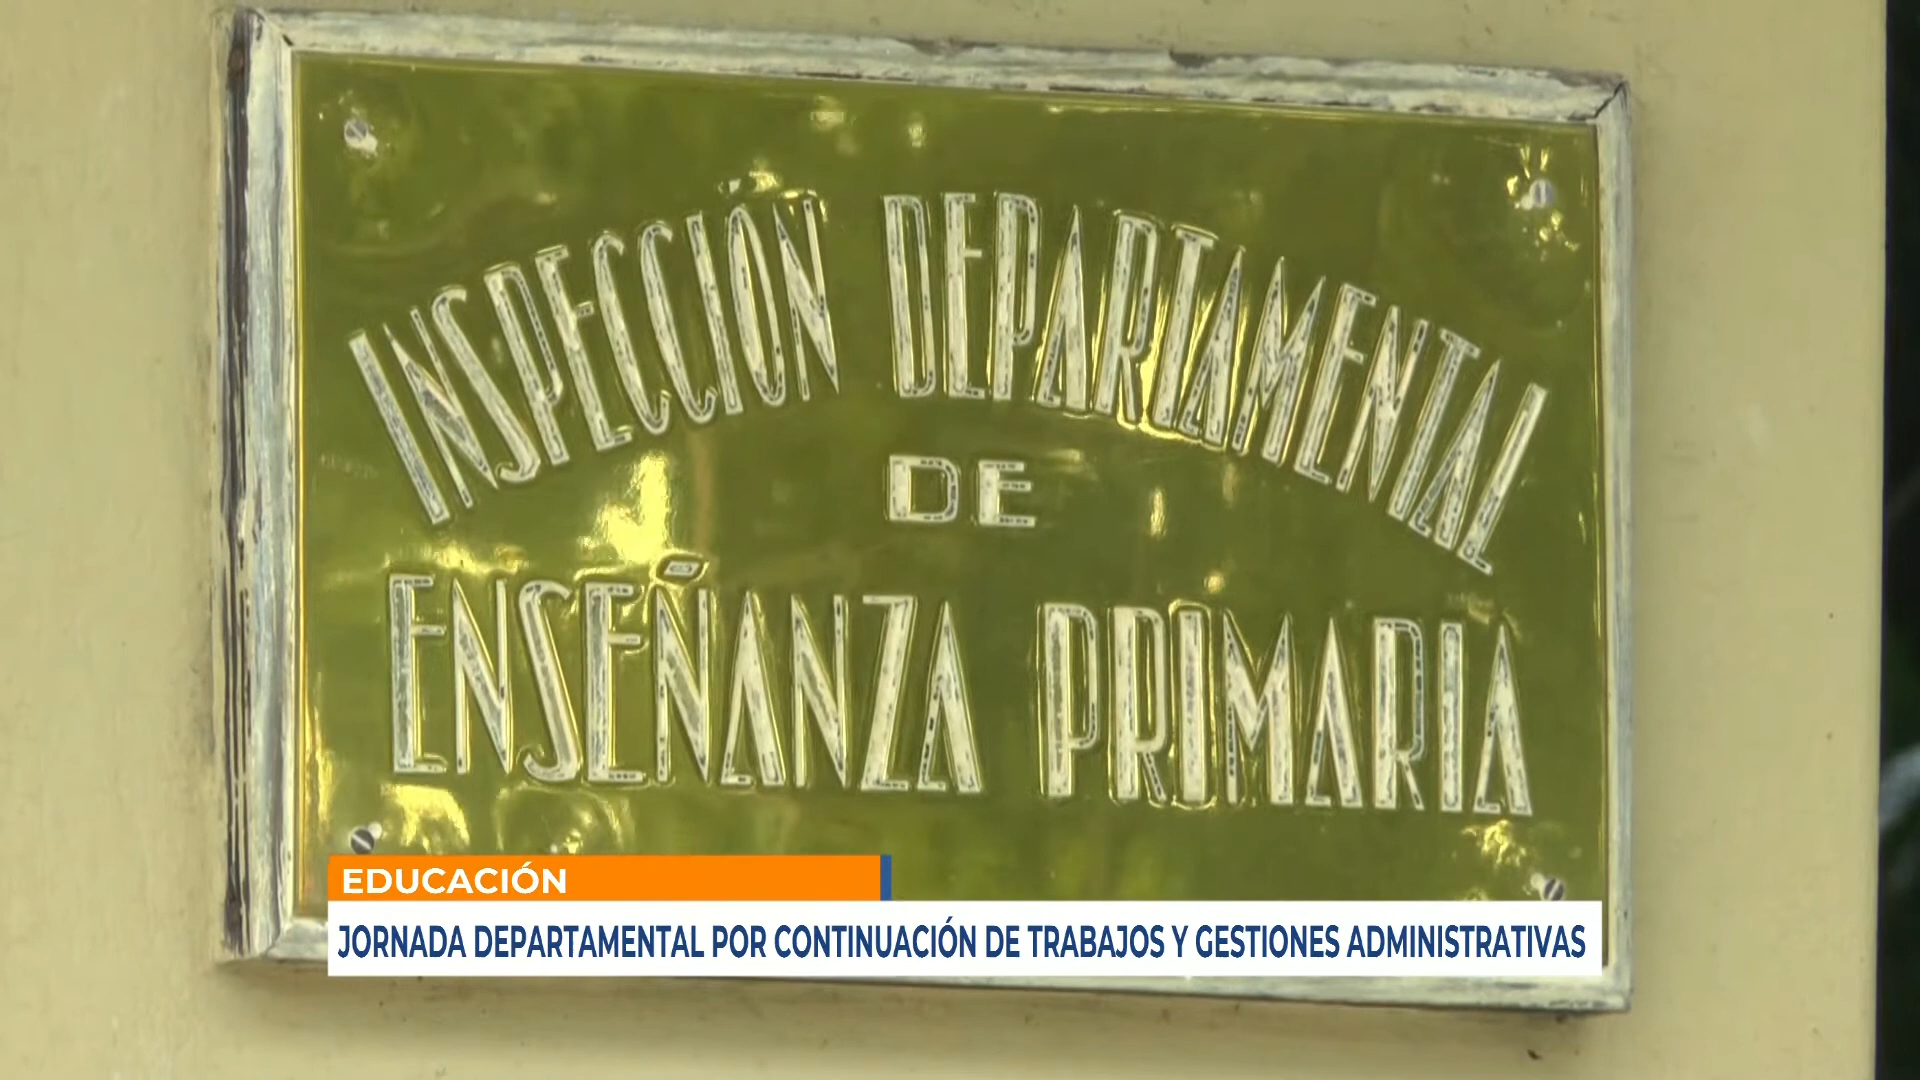 INSPECCIÓN DEPARTAMENTAL
DE
ENSEÑANZA PRIMARIA
EDUCACIÓN
JORNADA DEPARTAMENTAL POR CONTINUACIÓN DE TRABAJOS Y GESTIONES ADMINISTRATIVAS